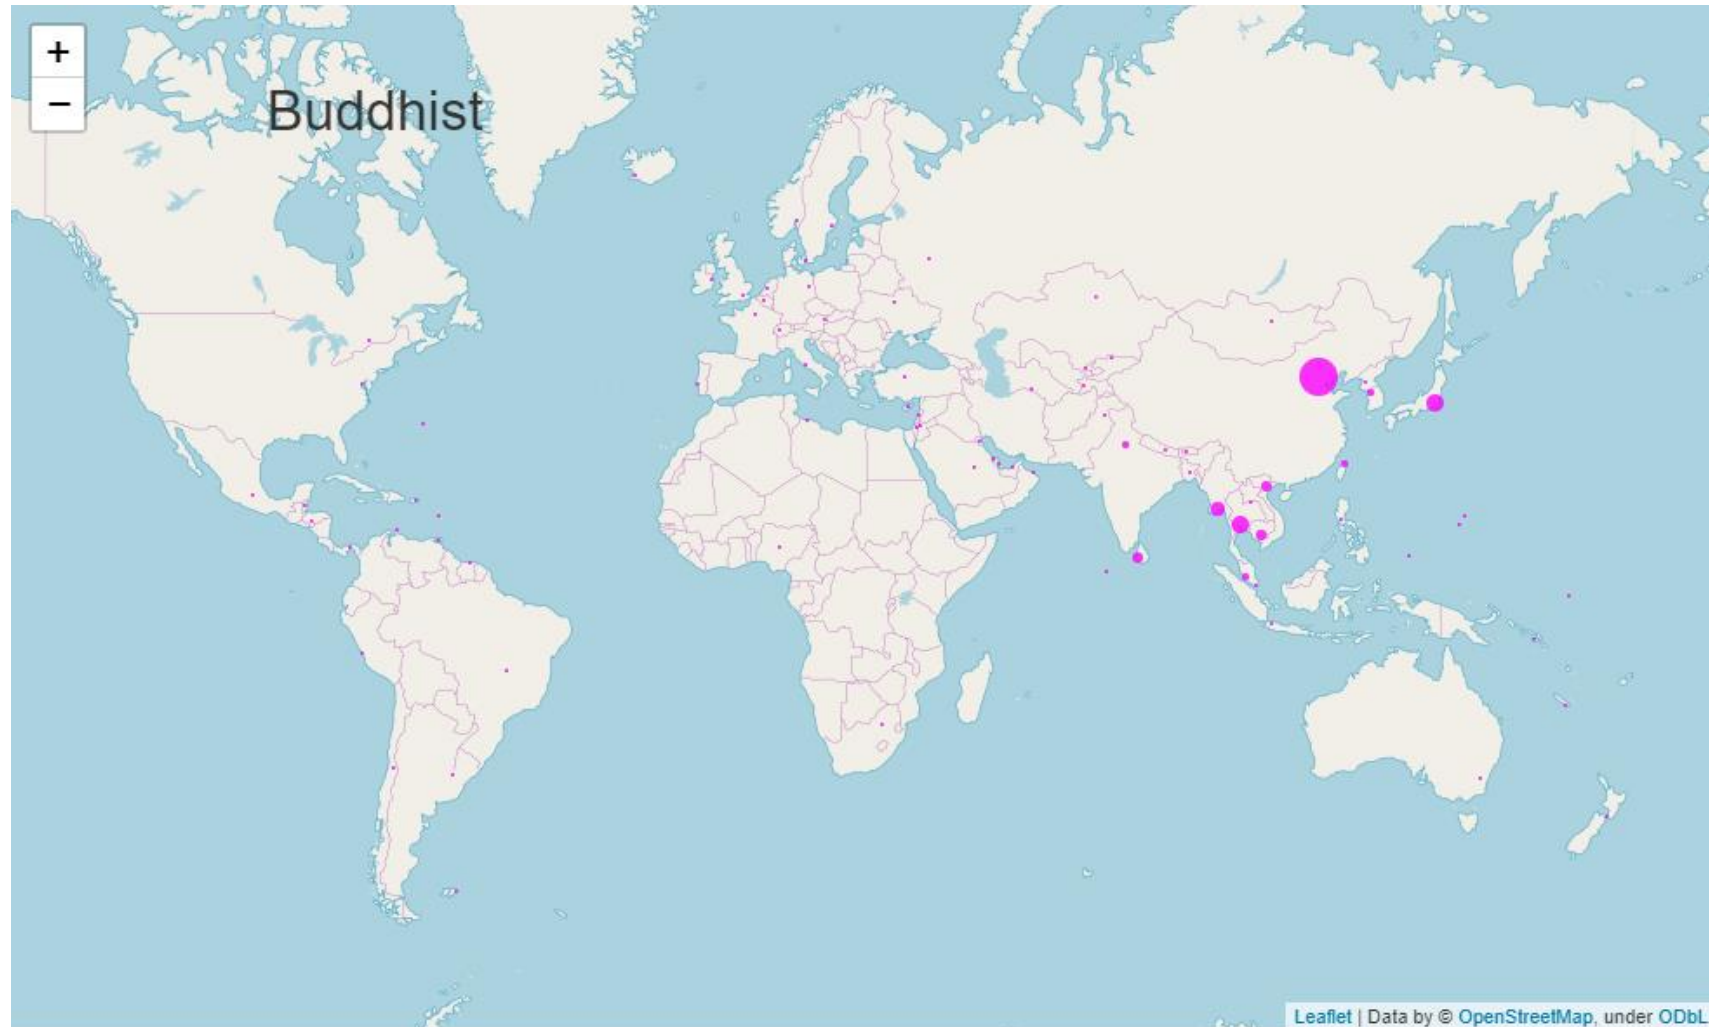 +
−
Buddhist
Leaflet | Data by © OpenStreetMap, under ODbL